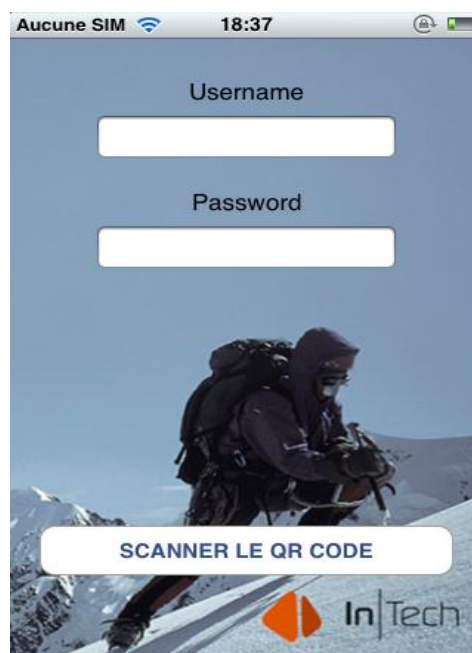 Aucune SIM 18:37
Username
Password
SCANNER LE QR CODE
In|Tech